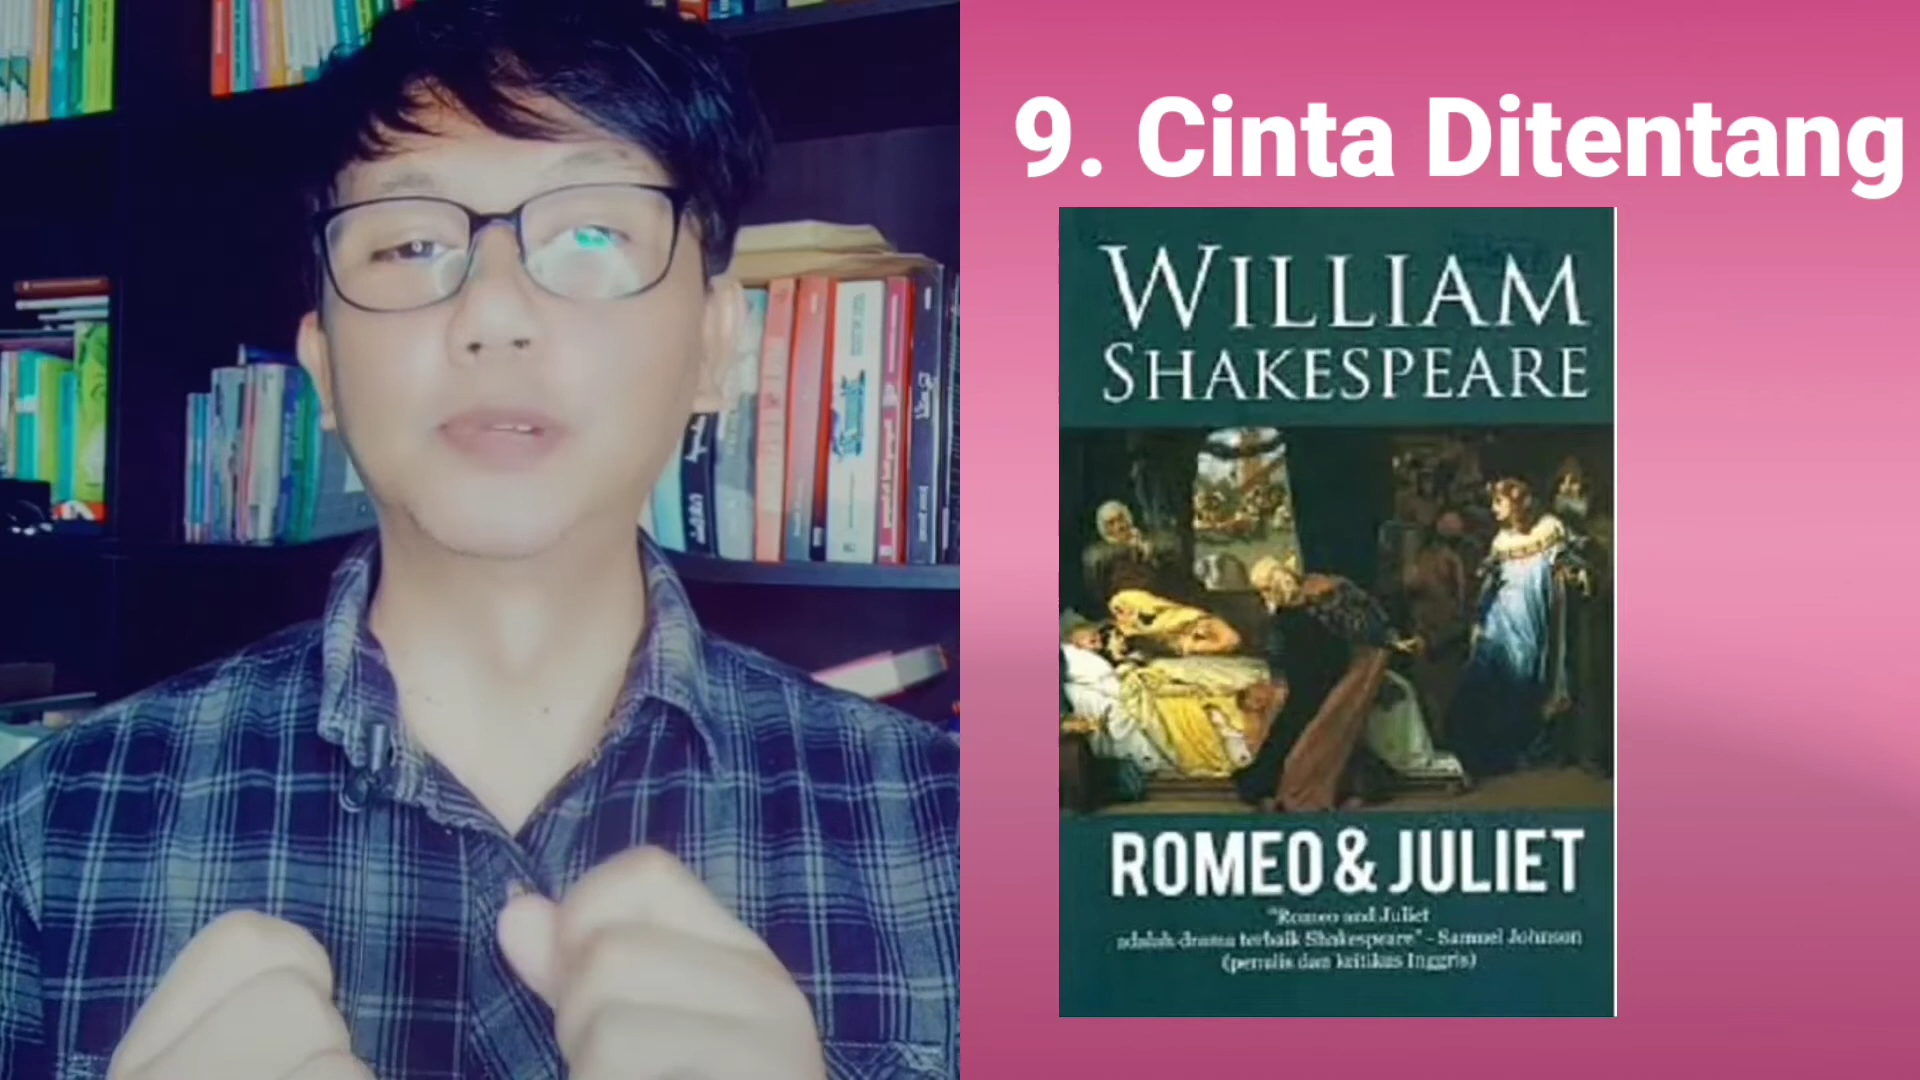 9. Cinta Ditentang
WILLIAM
SHAKESPEARE
ROMEO & JULIET
"Romeo and Juliet
adalah drama terbaik Shakespeare" - Samuel Johnson
(penulis dan kritikus Inggris)